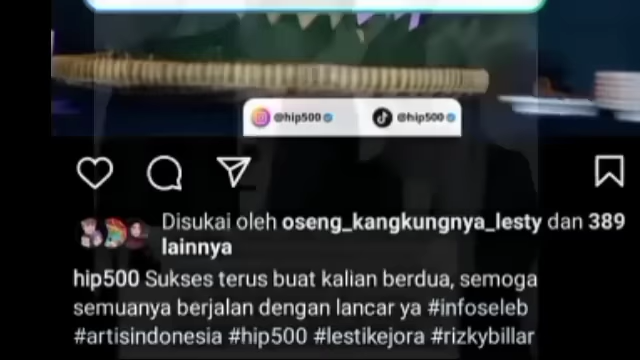 @hip500 @hip500
Disukai oleh oseng_kangkungnya_lesty dan 389
lainnya
hip500 Sukses terus buat kalian berdua, semoga
semuanya berjalan dengan lancar ya #infoseleb
#artisindonesia #hip500 #lestikejora #rizkybillar